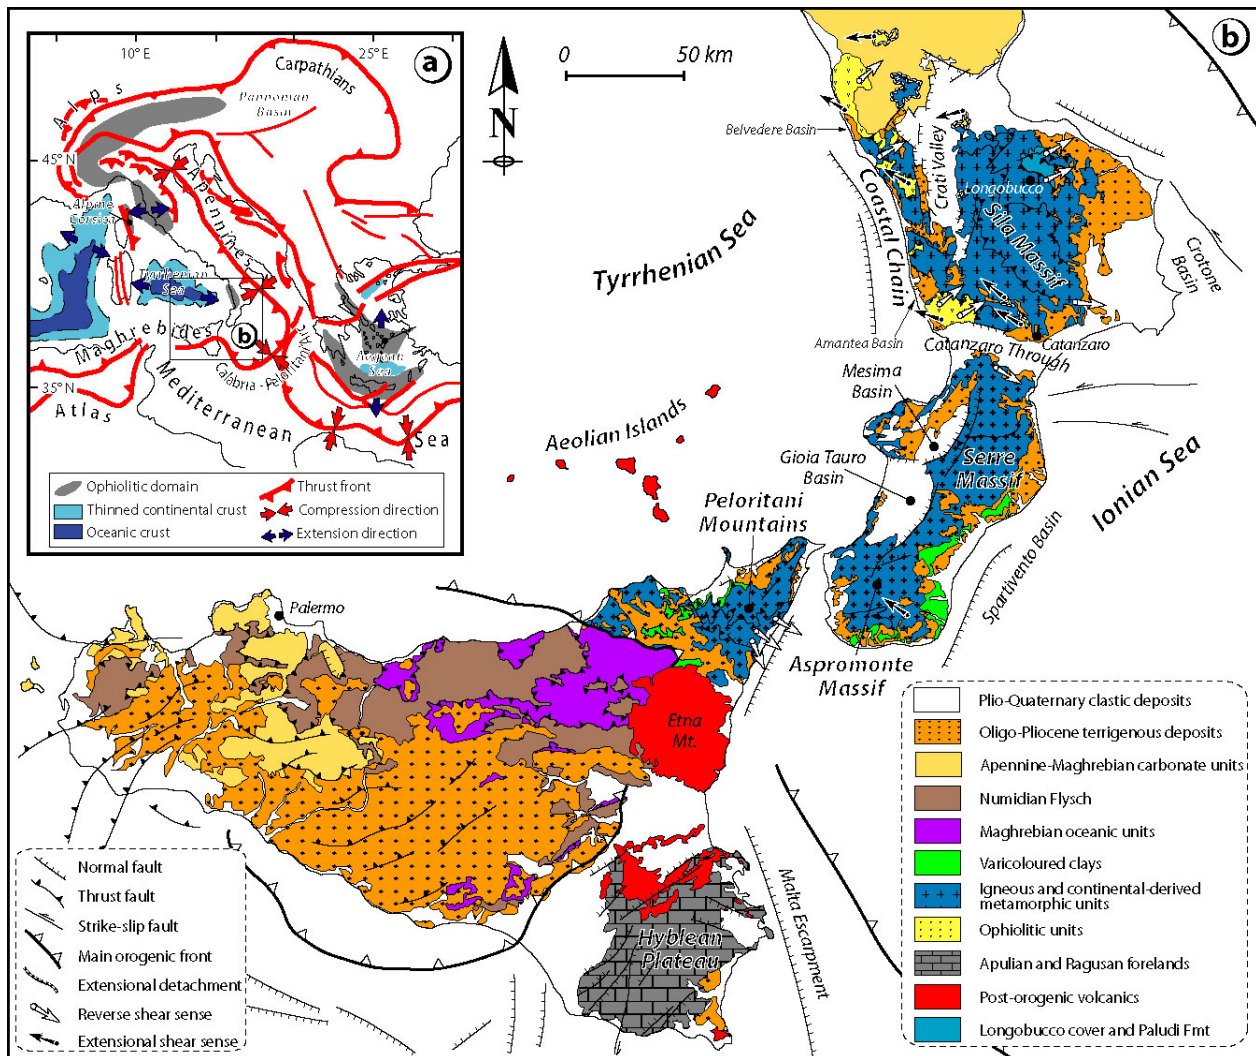 a
10°E
25°E
Carpathians
Alps
Pannonian
Basin
45°N
Apennines
Alpine
Corsica
Tyrrhenian
Sea
Maghrebides
b
Calabria - Peloritani Arc
Aegean
Sea
35°N
Atlas
Mediterranean
Sea
Ophiolitic domain
Thinned continental crust
Oceanic crust
Thrust front
Compression direction
Extension direction
b
0
50 km
N
Belvedere Basin
Crati Valley
Coastal Chain
Longobucco
Silla Massif
Crotone
Basin
Tyrrhenian Sea
Amantea Basin
Catanzaro
Catanzaro Through
Mesima
Basin
Aeolian Islands
Gioia Tauro
Basin
Serre
Massif
Ionian Sea
Peloritani
Mountains
Spartivento Basin
Palermo
Aspromonte
Massif
Etna
Mt.
Malta Escarpment
Hyblean
Plateau
Normal fault
Thrust fault
Strike-slip fault
Main orogenic front
Extensional detachment
Reverse shear sense
Extensional shear sense
Plio-Quaternary clastic deposits
Oligo-Pliocene terrigenous deposits
Apennine-Maghrebian carbonate units
Numidian Flysch
Maghrebian oceanic units
Varicoloured clays
Igneous and continental-derived
metamorphic units
Ophiolitic units
Apulian and Ragusan forelands
Post-orogenic volcanics
Longobucco cover and Paludi Fmt